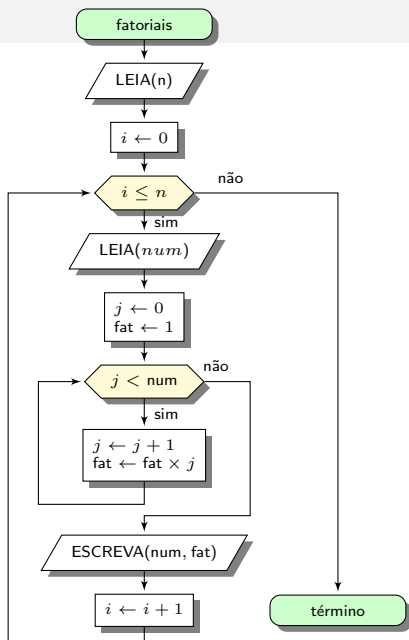 fatoriais
LEIA(n)
i ← 0
i ≤ n
não
sim
LEIA(num)
j ← 0
fat ← 1
j < num
não
sim
j ← j + 1
fat ← fat × j
ESCREVA(num, fat)
i ← i + 1
término